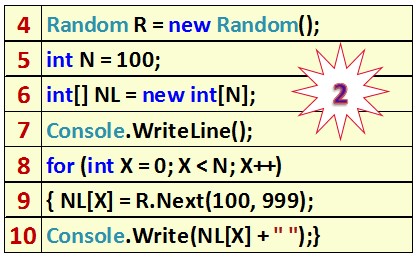 4 Random R = new Random();
5 int N = 100;
6 int[] NL = new int[N];
7 Console.WriteLine();
8 for (int X = 0; X < N; X++)
9 { NL[X] = R.Next(100, 999);
10 Console.Write(NL[X] + " ");}
2